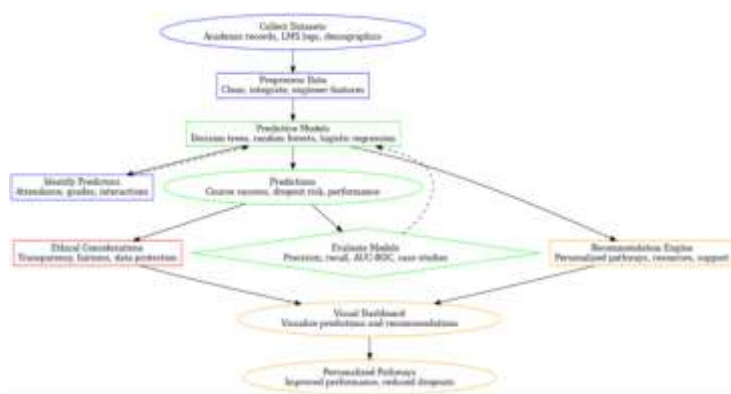 Collect Datasets
Academic records, LMS logs, demographics
Preprocess Data
Clean, integrate, engineer features
Predictive Models
Decision trees, random forests, logistic regression
Identify Predictors
Attendance, grades, interactions
Predictions
Course success, dropout risk, performance
Ethical Considerations
Transparency, fairness, data protection
Evaluate Models
Precision, recall, AUC-ROC, case studies
Recommendation Engine
Personalized pathways, resources, support
Visual Dashboard
Visualize predictions and recommendations
Personalized Pathways
Improved performance, reduced dropouts